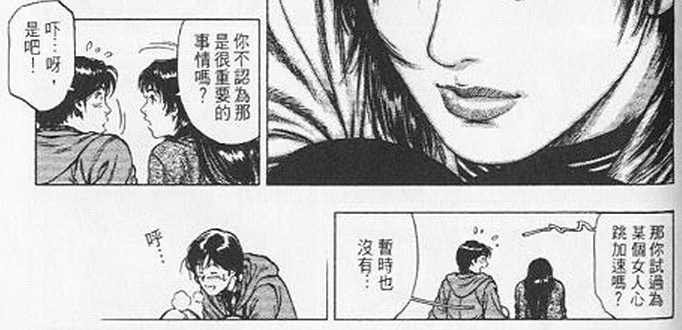 你不認為那
是很重要的
事情嗎？
吓…呀，
是吧！
那你試過為
某個女人心
跳加速嗎？
暫時也
沒有…
呼…